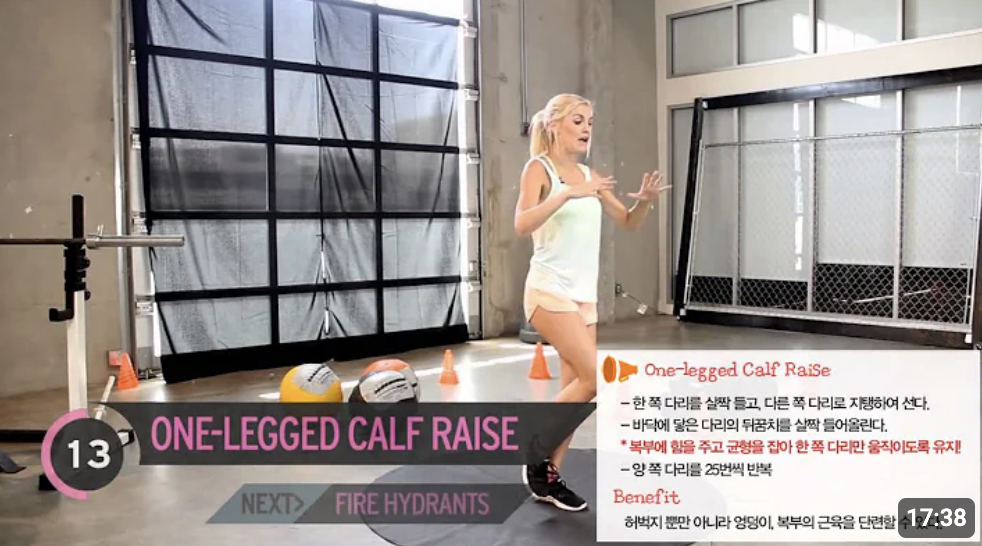 13
ONE-LEGGED CALF RAISE
NEXT> FIRE HYDRANTS
One-legged Calf Raise
– 한 쪽 다리를 살짝 들고, 다른 쪽 다리로 지탱하여 선다.
– 바닥에 닿은 다리의 뒤꿈치를 살짝 들어올린다.
* 복부에 힘을 주고 균형을 잡아 한 쪽 다리만 움직이도록 유지!
– 양 쪽 다리를 25번씩 반복
Benefit
허벅지 뿐만 아니라 엉덩이, 복부의 근육을 단련할 수
17:38